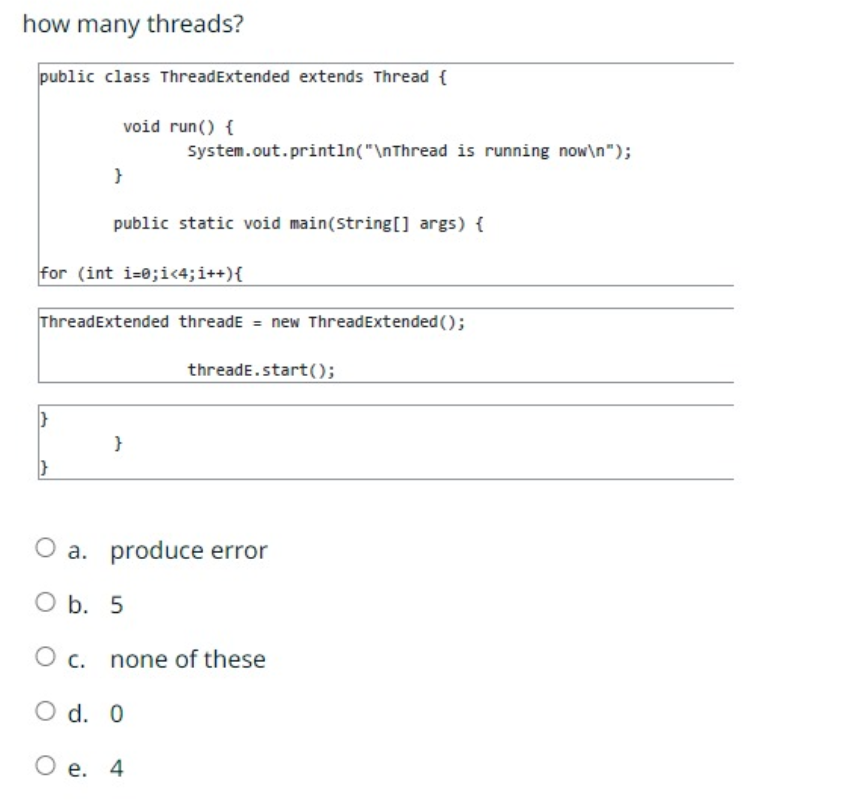 how many threads?
public class ThreadExtended extends Thread {
void run() {
System.out.println("\nThread is running now\n");
}
public static void main(String[] args) {
for (int i=0;i<4;i++){
ThreadExtended threadE = new ThreadExtended();
threadE.start();
}
}
}
a. produce error
b. 5
c. none of these
d. 0
e. 4